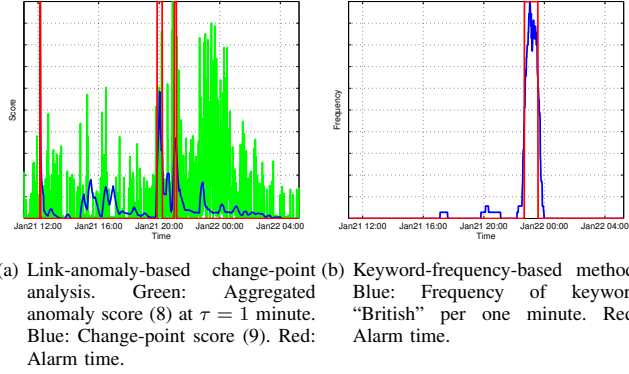 Score
Jan21 12:00 Jan21 16:00 Jan21 20:00 Jan22 00:00 Jan22 04:00
Time
Frequency
Jan21 12:00 Jan21 16:00 Jan21 20:00 Jan22 00:00 Jan22 04:00
Time
a) Link-anomaly-based change-point
analysis. Green: Aggregated
anomaly score (8) at τ = 1 minute.
Blue: Change-point score (9). Red:
Alarm time.
(b) Keyword-frequency-based method
Blue: Frequency of keywor
"British" per one minute. Red
Alarm time.